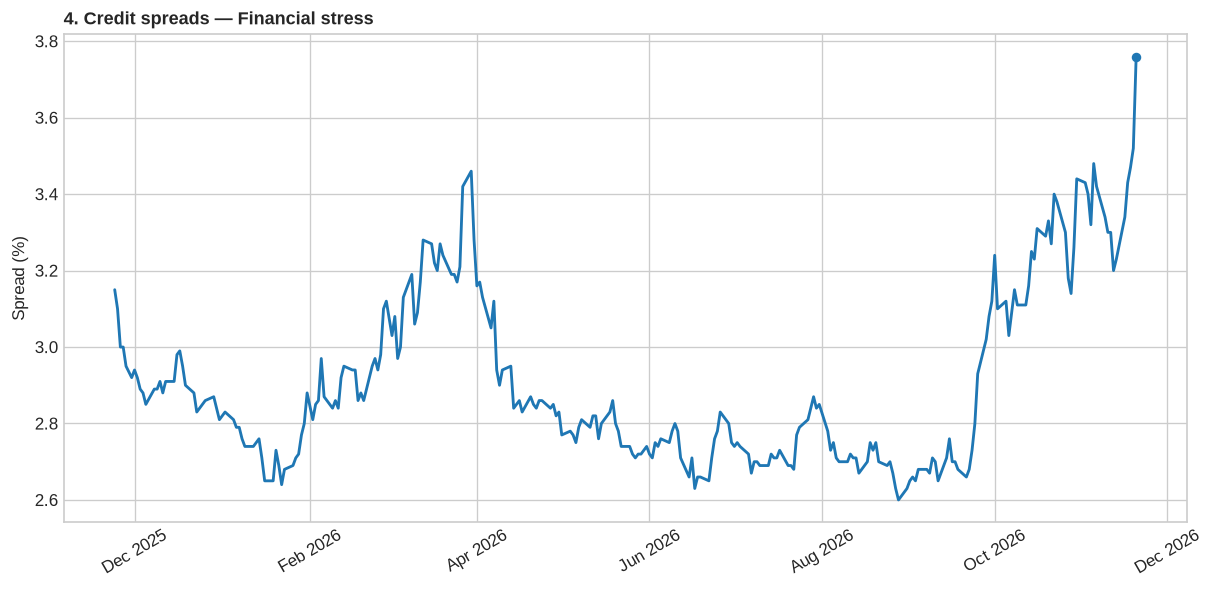 4. Credit spreads — Financial stress
Spread (%)
3.8
3.6
3.4
3.2
3.0
2.8
2.6
Dec 2025
Feb 2026
Apr 2026
Jun 2026
Aug 2026
Oct 2026
Dec 2026